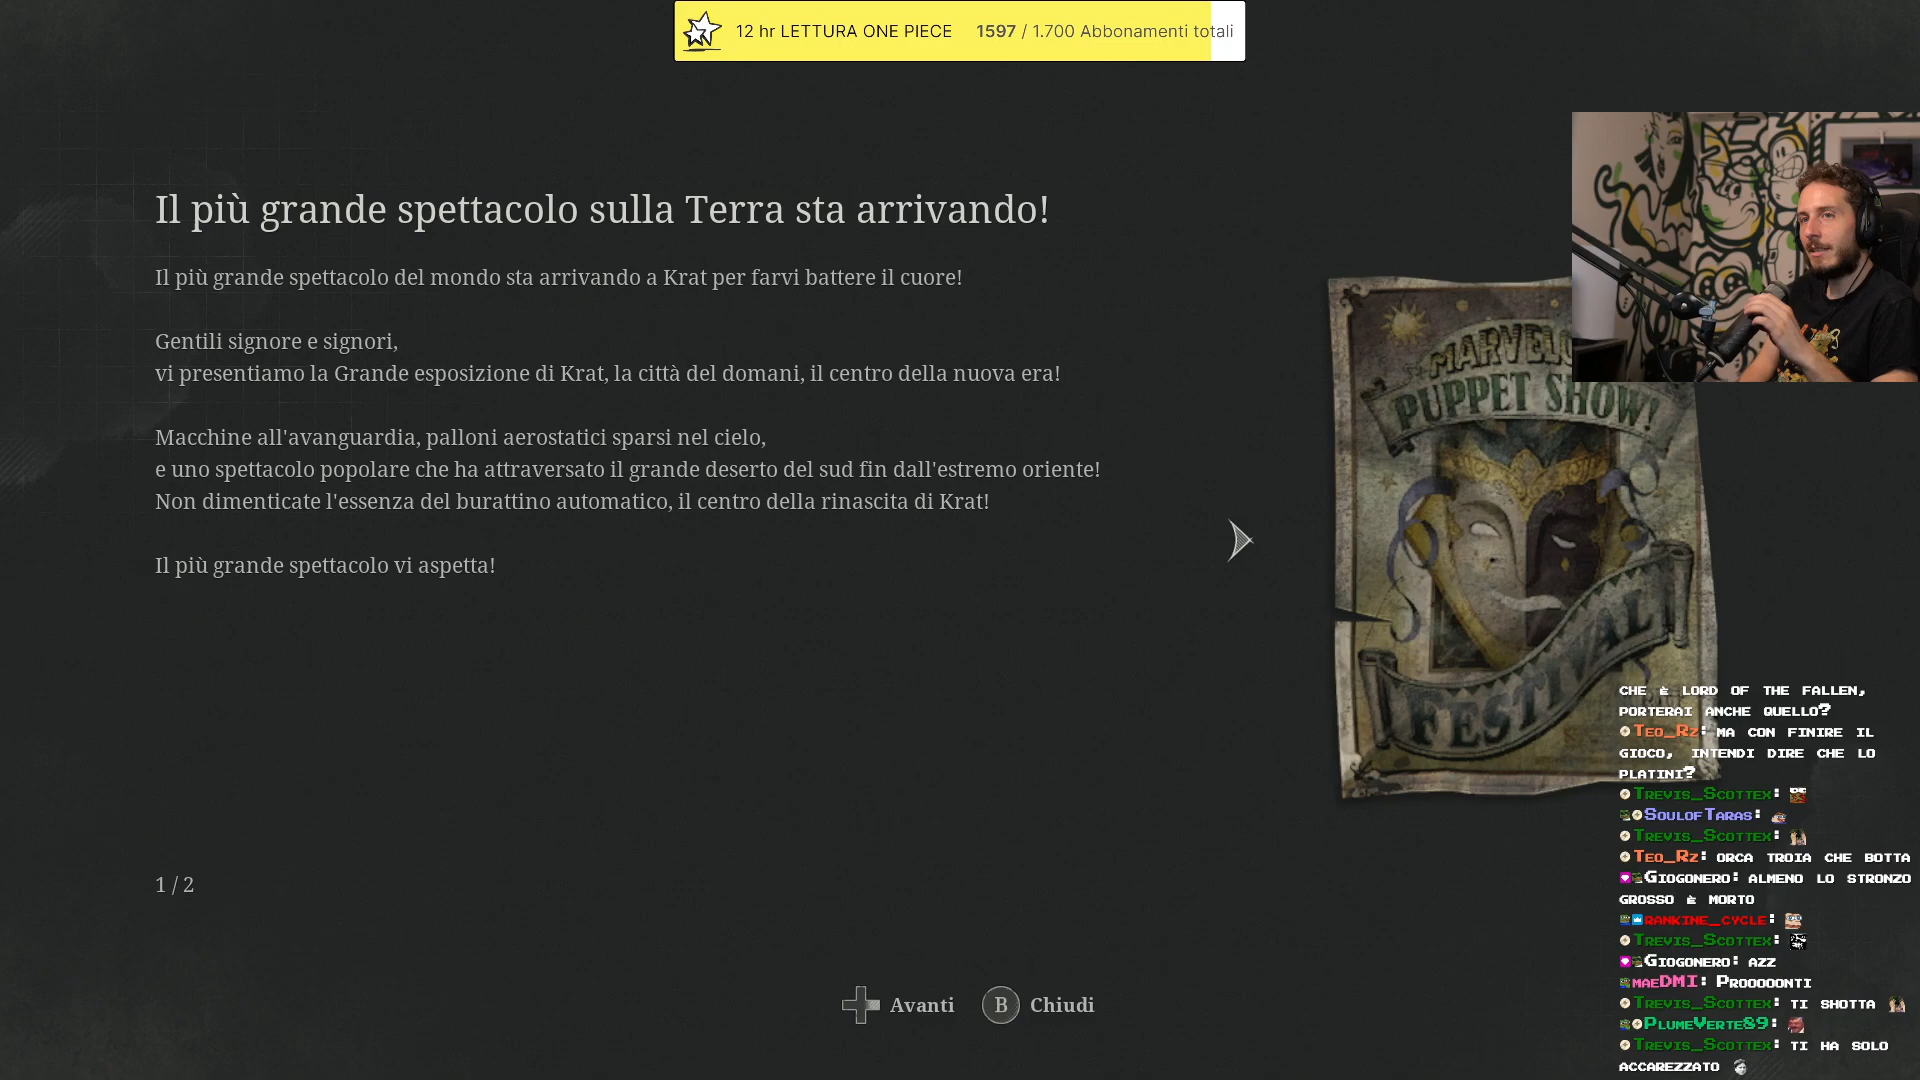 12 hr LETTURA ONE PIECE 1597 / 1.700 Abbonamenti totali
Il più grande spettacolo sulla Terra sta arrivando!
Il più grande spettacolo del mondo sta arrivando a Krat per farvi battere il cuore!
Gentili signore e signori,
vi presentiamo la Grande esposizione di Krat, la città del domani, il centro della nuova era!
Macchine all'avanguardia, palloni aerostatici sparsi nel cielo,
e uno spettacolo popolare che ha attraversato il grande deserto del sud fin dall'estremo oriente!
Non dimenticate l'essenza del burattino automatico, il centro della rinascita di Krat!
Il più grande spettacolo vi aspetta!
1 / 2
Avanti B Chiudi
PUPPET SHOW!
FESTIVAL
CHE è LORD OF THE FALLEN,
PORTERAI ANCHE QUELLO?
Teo_Rz: MA CON FINIRE IL
GIOCO, INTENDI DIRE CHE LO
PLATINI?
Trevis_Scottex:
SoulofTaras:
Trevis_Scottex:
Teo_Rz: ORCA TROIA CHE BOTTA
Giogonero: ALMENO LO STRONZO
GROSSO è MORTO
RANKINE_CYCLE:
Trevis_Scottex:
Giogonero: AZZ
maeDMI: Prooooonti
Trevis_Scottex: TI SHOTTA
PlumeVerte89:
Trevis_Scottex: TI HA SOLO
ACCAREZZATO